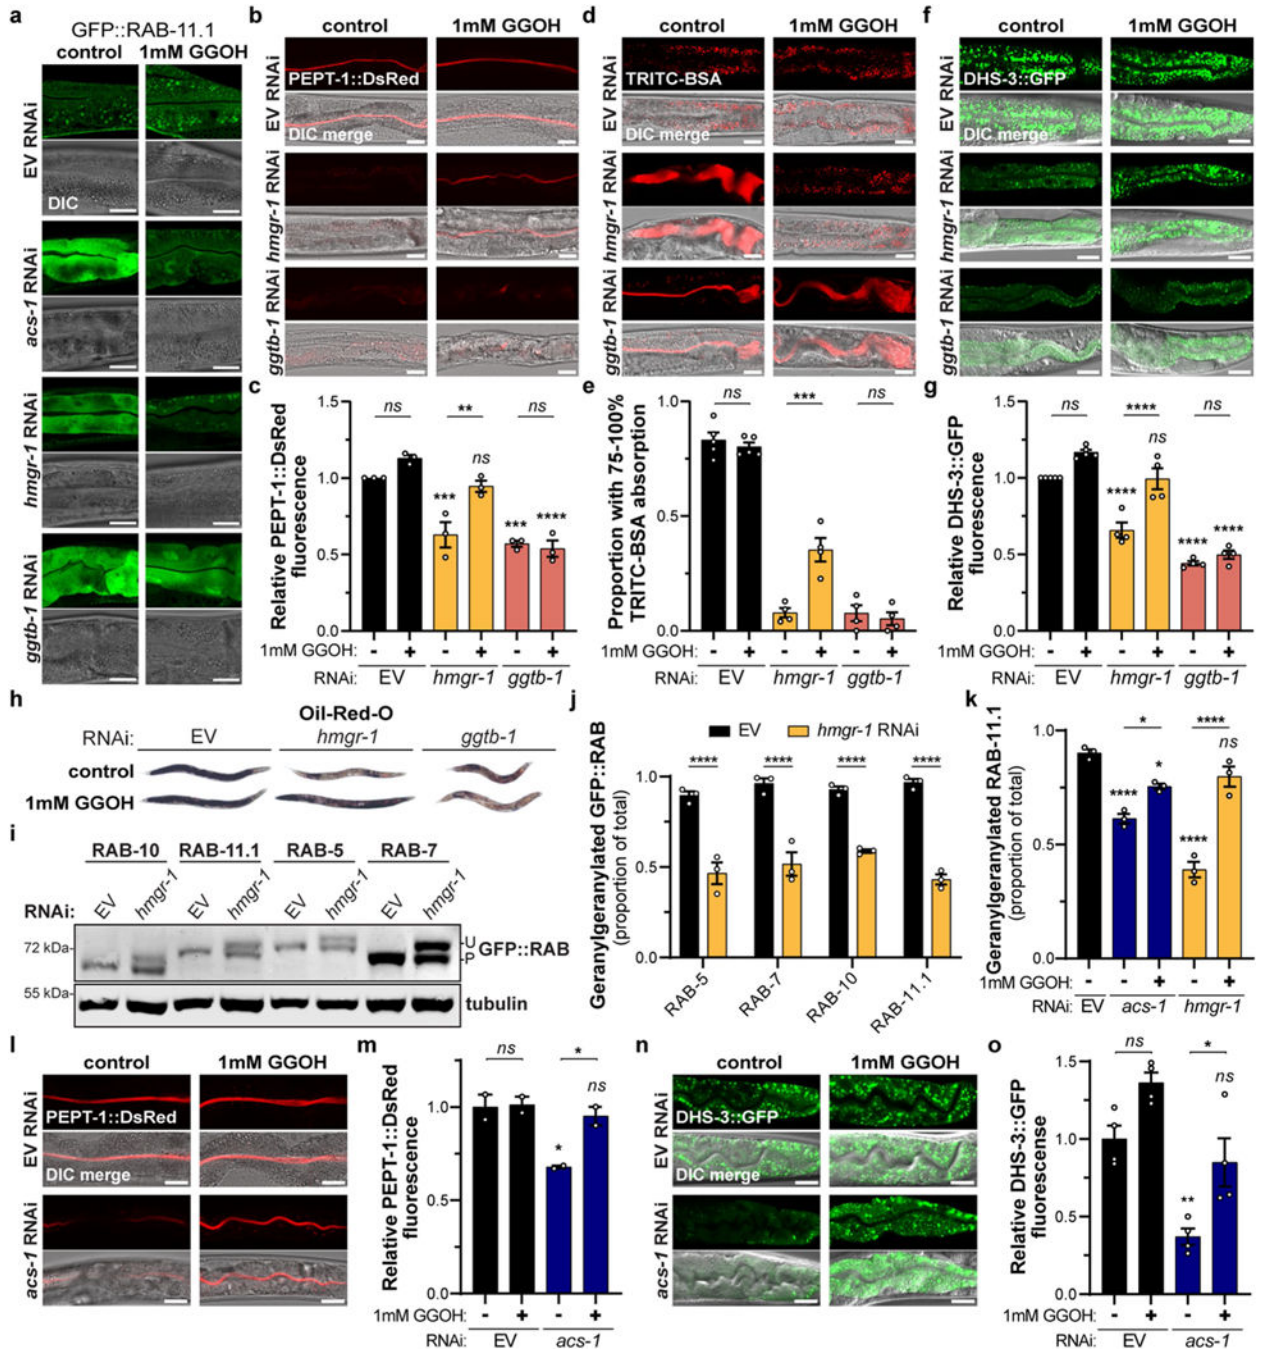 a
GFP::RAB-11.1
control 1mM GGOH
EV RNAi
DIC
acs-1 RNAi
hmgr-1 RNAi
ggtb-1 RNAi
b
control 1mM GGOH
EV RNAi
PEPT-1::DsRed
DIC merge
hmgr-1 RNAi
ggtb-1 RNAi
c
Relative PEPT-1::DsRed
fluorescence
1.5
1.0
0.5
0.0
ns ** ns
ns
*** *** ****
1mM GGOH: - + - + - +
RNAi: EV hmgr-1 ggtb-1
d
control 1mM GGOH
EV RNAi
TRITC-BSA
DIC merge
hmgr-1 RNAi
ggtb-1 RNAi
e
Proportion with 75-100%
TRITC-BSA absorption
1.0
0.5
0.0
ns *** ns
1mM GGOH: - + - + - +
RNAi: EV hmgr-1 ggtb-1
f
control 1mM GGOH
EV RNAi
DHS-3::GFP
DIC merge
hmgr-1 RNAi
ggtb-1 RNAi
g
Relative DHS-3::GFP
fluorescence
1.5
1.0
0.5
0.0
ns **** ns
ns
**** **** ****
1mM GGOH: - + - + - +
RNAi: EV hmgr-1 ggtb-1
h
Oil-Red-O
RNAi: EV hmgr-1 ggtb-1
control
1mM GGOH
i
RAB-10 RAB-11.1 RAB-5 RAB-7
RNAi: EV hmgr-1 EV hmgr-1 EV hmgr-1 EV hmgr-1
72 kDa-
-U
-P
GFP::RAB
55 kDa-
tubulin
j
EV hmgr-1 RNAi
Geranylgeranylated GFP::RAB
(proportion of total)
1.0
0.5
0
**** **** **** ****
RAB-5 RAB-7 RAB-10 RAB-11.1
k
Geranylgeranylated RAB-11.1
(proportion of total)
1.0
0.5
0
* ****
ns
**** * ****
1mM GGOH: - - + - +
RNAi: EV acs-1 hmgr-1
l
control 1mM GGOH
EV RNAi
PEPT-1::DsRed
DIC merge
acs-1 RNAi
m
Relative PEPT-1::DsRed
fluorescence
1.0
0.5
0.0
ns *
* ns
1mM GGOH: - + - +
RNAi: EV acs-1
n
control 1mM GGOH
EV RNAi
DHS-3::GFP
DIC merge
acs-1 RNAi
o
Relative DHS-3::GFP
fluorescense
1.5
1.0
0.5
0.0
ns *
** ns
1mM GGOH: - + - +
RNAi: EV acs-1